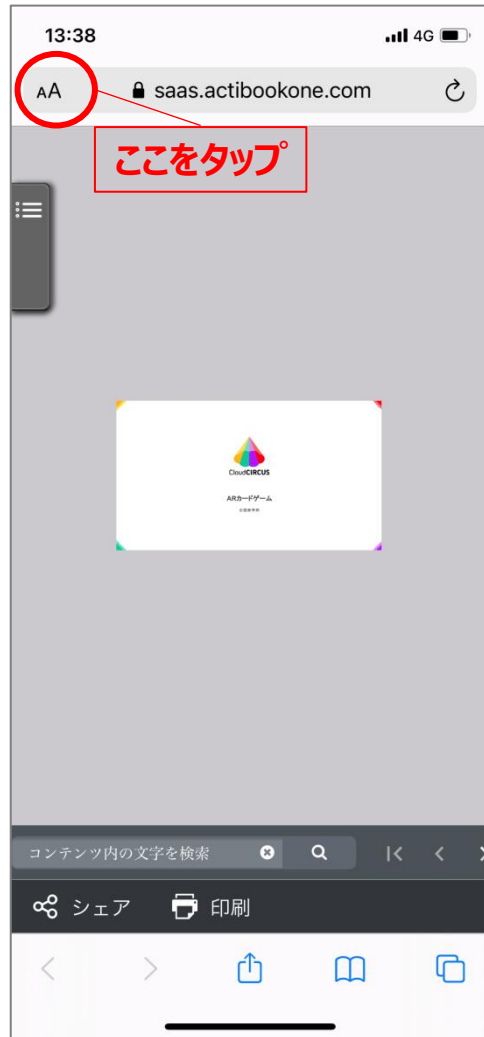 13:38
4G
AA
saas.actibookone.com
ここをタップ
CloudCIRCUS
ARカードゲーム
コンテンツ内の文字を検索
シェア
印刷